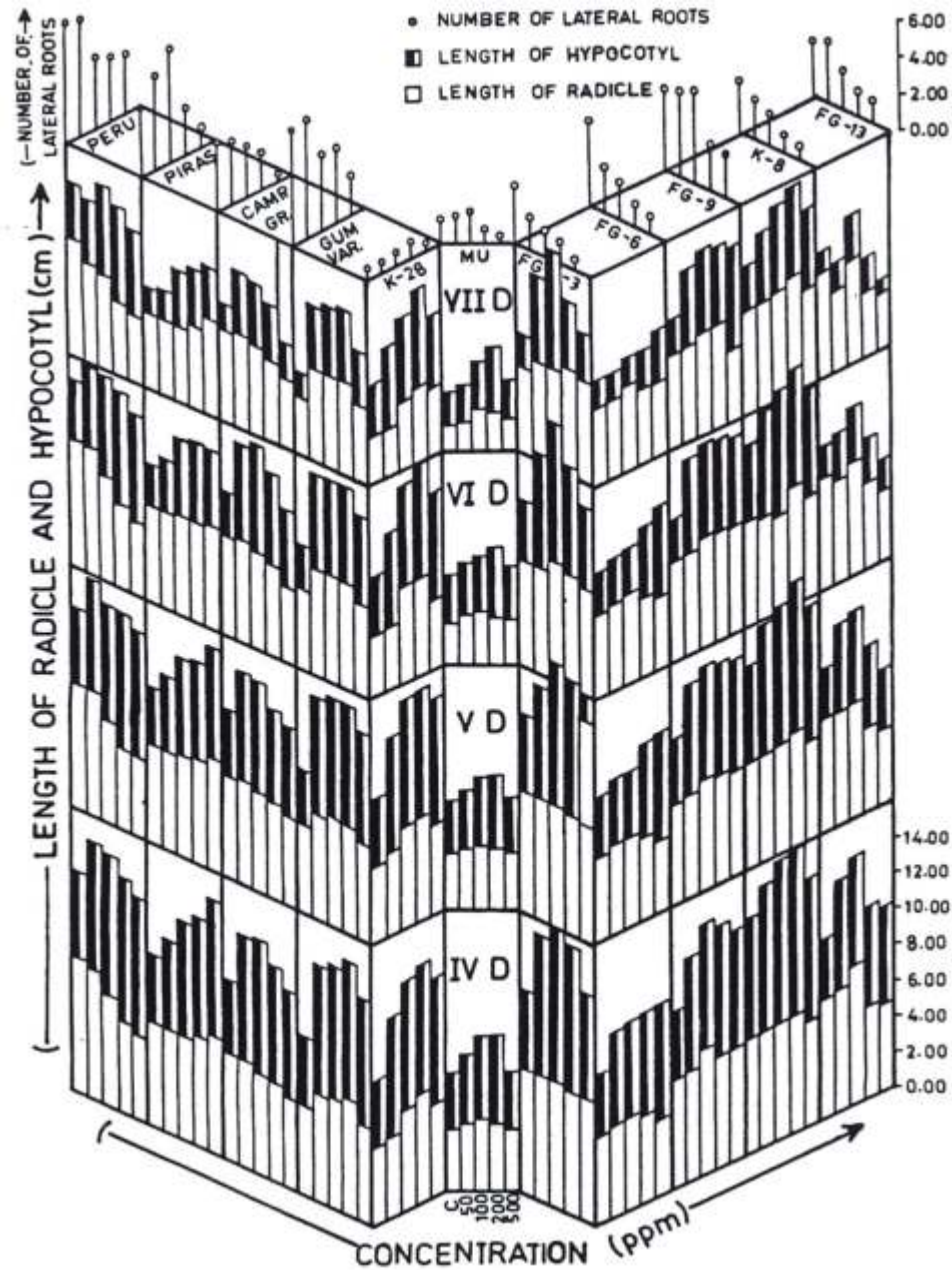 NUMBER OF LATERAL ROOTS
LENGTH OF HYPOCOTYL
LENGTH OF RADICLE
(—NUMBER OF→
LATERAL ROOTS
6.00
4.00
2.00
0.00
PERU
PIRAS
CAMR
GR.
GUM
VAR.
K-28
MU
FG-6
FG-9
K-8
FG-13
VII D
VI D
V D
IV D
(—LENGTH OF RADICLE AND HYPOCOTYL(cm)→
14.00
12.00
10.00
8.00
6.00
4.00
2.00
0.00
C
50
100
200
500
(—CONCENTRATION (ppm)→